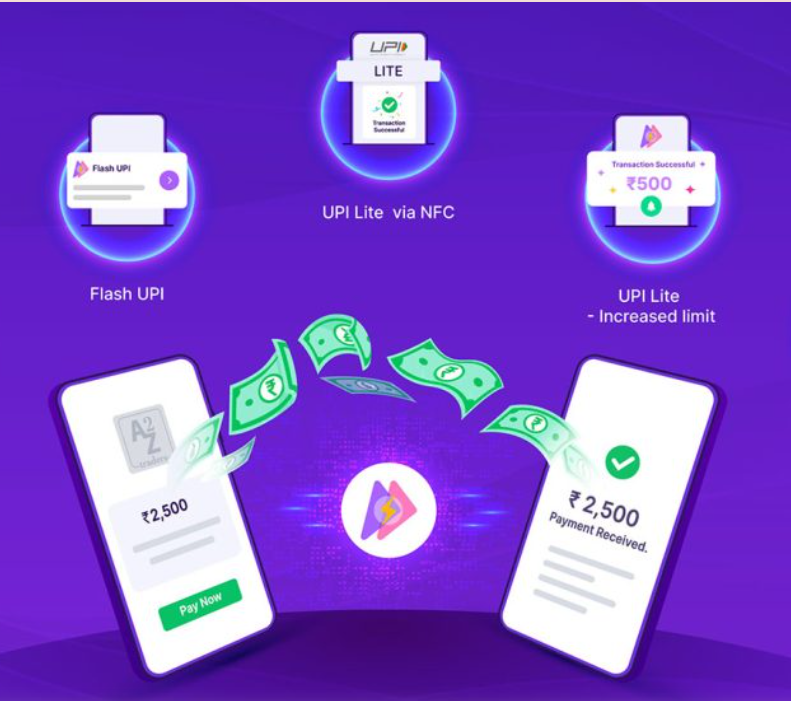 UPI
LITE
Transaction
Successful
UPI Lite via NFC
Flash UPI
Flash UPI
Transaction Successful
₹500
UPI Lite
- Increased limit
A2Z
traders
₹2,500
Pay Now
₹2,500
Payment Received.